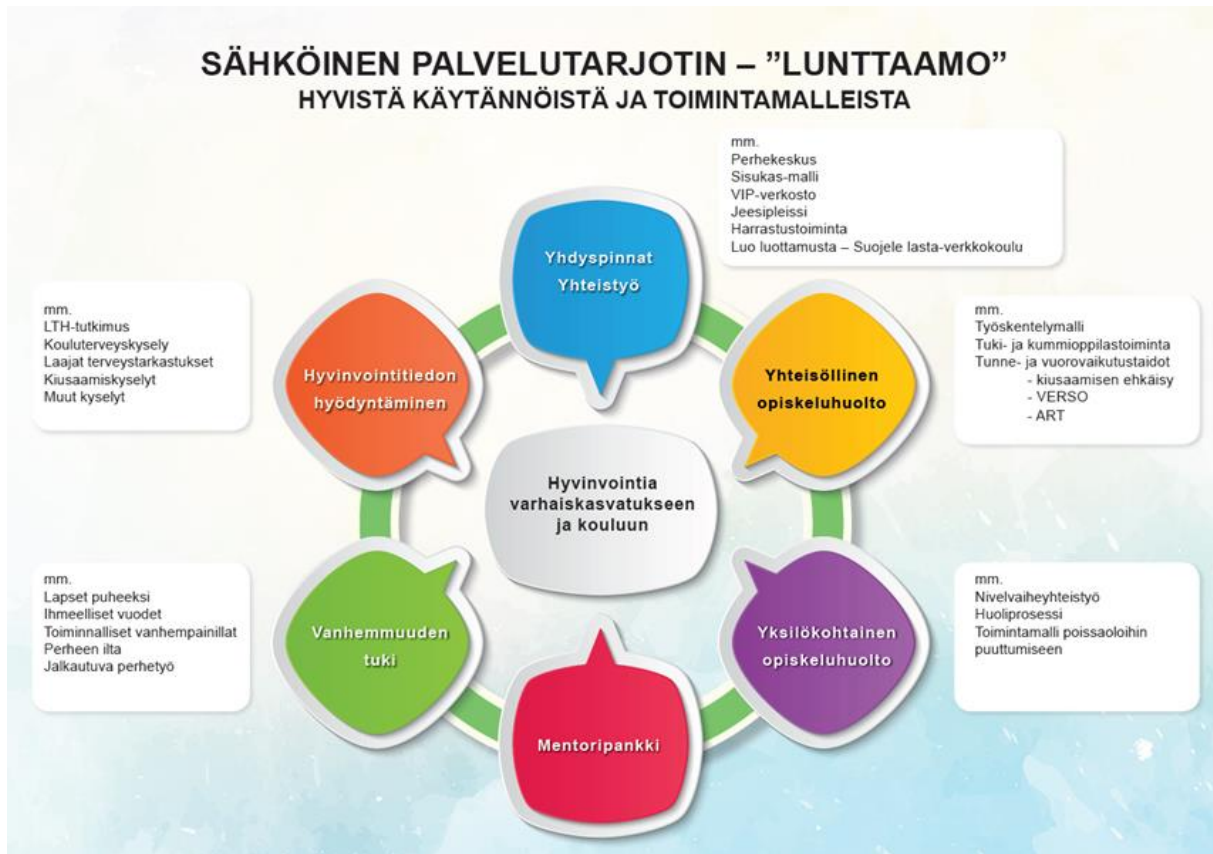 SÄHKÖINEN PALVELUTARJOTIN – ”LUNTTAAMO”
HYVISTÄ KÄYTÄNNÖISTÄ JA TOIMINTAMALLEISTA
mm.
Perhekeskus
Sisukas-malli
VIP-verkosto
Jeesipleissi
Harrastustoiminta
Luo luottamusta – Suojele lasta-verkkokoulu
Yhdyspinnat
Yhteistyö
mm.
LTH-tutkimus
Kouluterveyskysely
Laajat terveystarkastukset
Kiusaamiskyselyt
Muut kyselyt
Hyvinvointitiedon
hyödyntäminen
Yhteisöllinen
opiskeluhuolto
mm.
Työskentelymalli
Tuki- ja kummioppilastoiminta
Tunne- ja vuorovaikutustaidot
- kiusaamisen ehkäisy
- VERSO
- ART
Hyvinvointia
varhaiskasvatukseen
ja kouluun
mm.
Lapset puheeksi
Ihmeelliset vuodet
Toiminnalliset vanhempainillat
Perheen ilta
Jalkautuva perhetyö
Vanhemmuuden
tuki
Yksilökohtainen
opiskeluhuolto
mm.
Nivelvaiheyhteistyö
Huoliprosessi
Toimintamalli poissaoloihin
puuttumiseen
Mentoripankki